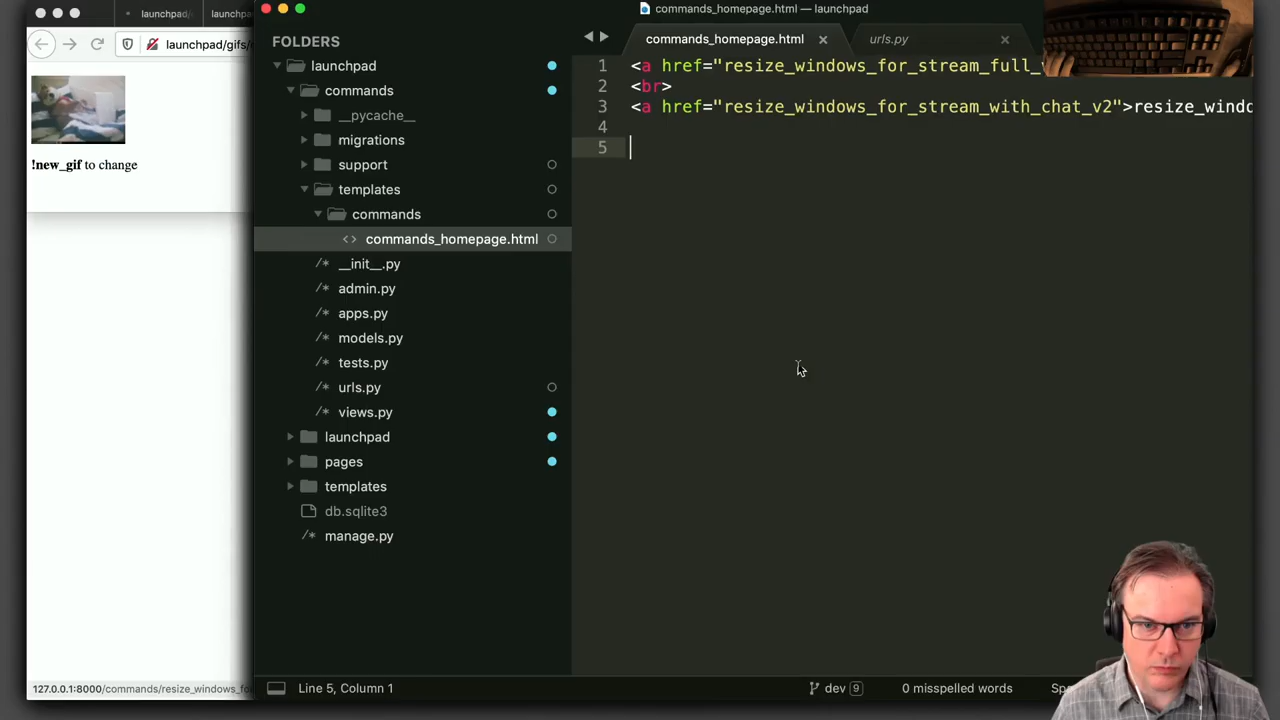 commands_homepage.html — launchpad
launchpad/
launchp
launchpad/gifs/
!new_gif to change
127.0.0.1:8000/commands/resize_windows_fo
FOLDERS
launchpad
commands
__pycache__
migrations
support
templates
commands
<> commands_homepage.html
/* __init__.py
/* admin.py
/* apps.py
/* models.py
/* tests.py
/* urls.py
/* views.py
launchpad
pages
templates
db.sqlite3
/* manage.py
commands_homepage.html
urls.py
1 <a href="resize_windows_for_stream_full_
2 <br>
3 <a href="resize_windows_for_stream_with_chat_v2">resize_windo
4
5
Line 5, Column 1
dev 9
0 misspelled words